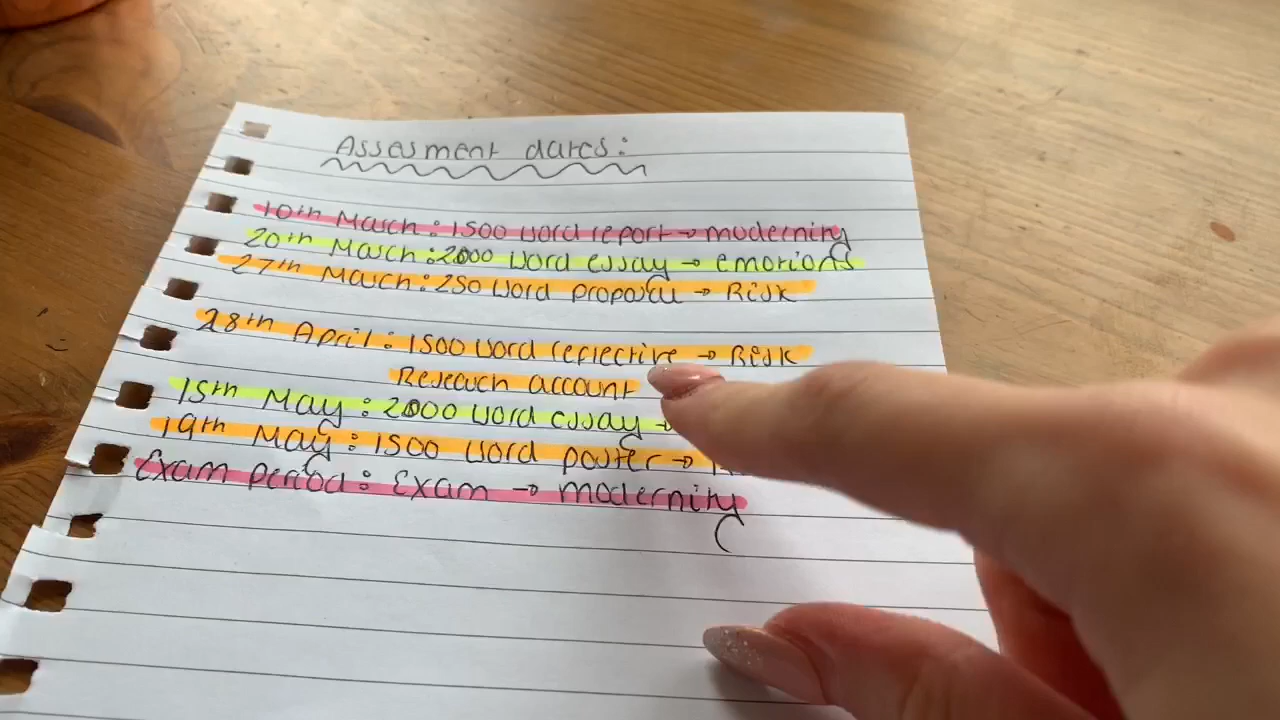 Assesment dates:
10th March: 1500 word report → modernity
20th March: 2000 word essay → emotions
27th March: 250 word proposal → Risk
28th April: 1500 word reflective → Risk
Research account
15th May: 2000 word essay →
19th May: 1500 word poster →
Exam period: Exam → modernity